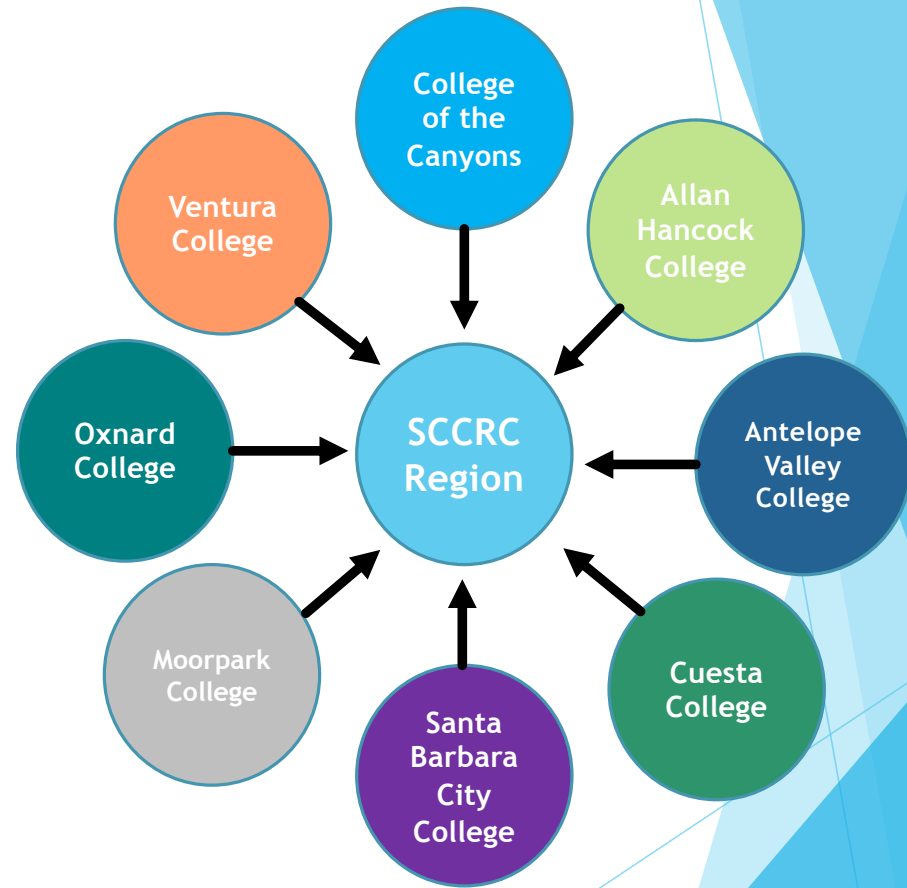 College
of the
Canyons
Allan
Hancock
College
Ventura
College
SCCRC
Region
Oxnard
College
Antelope
Valley
College
Moorpark
College
Cuesta
College
Santa
Barbara
City
College